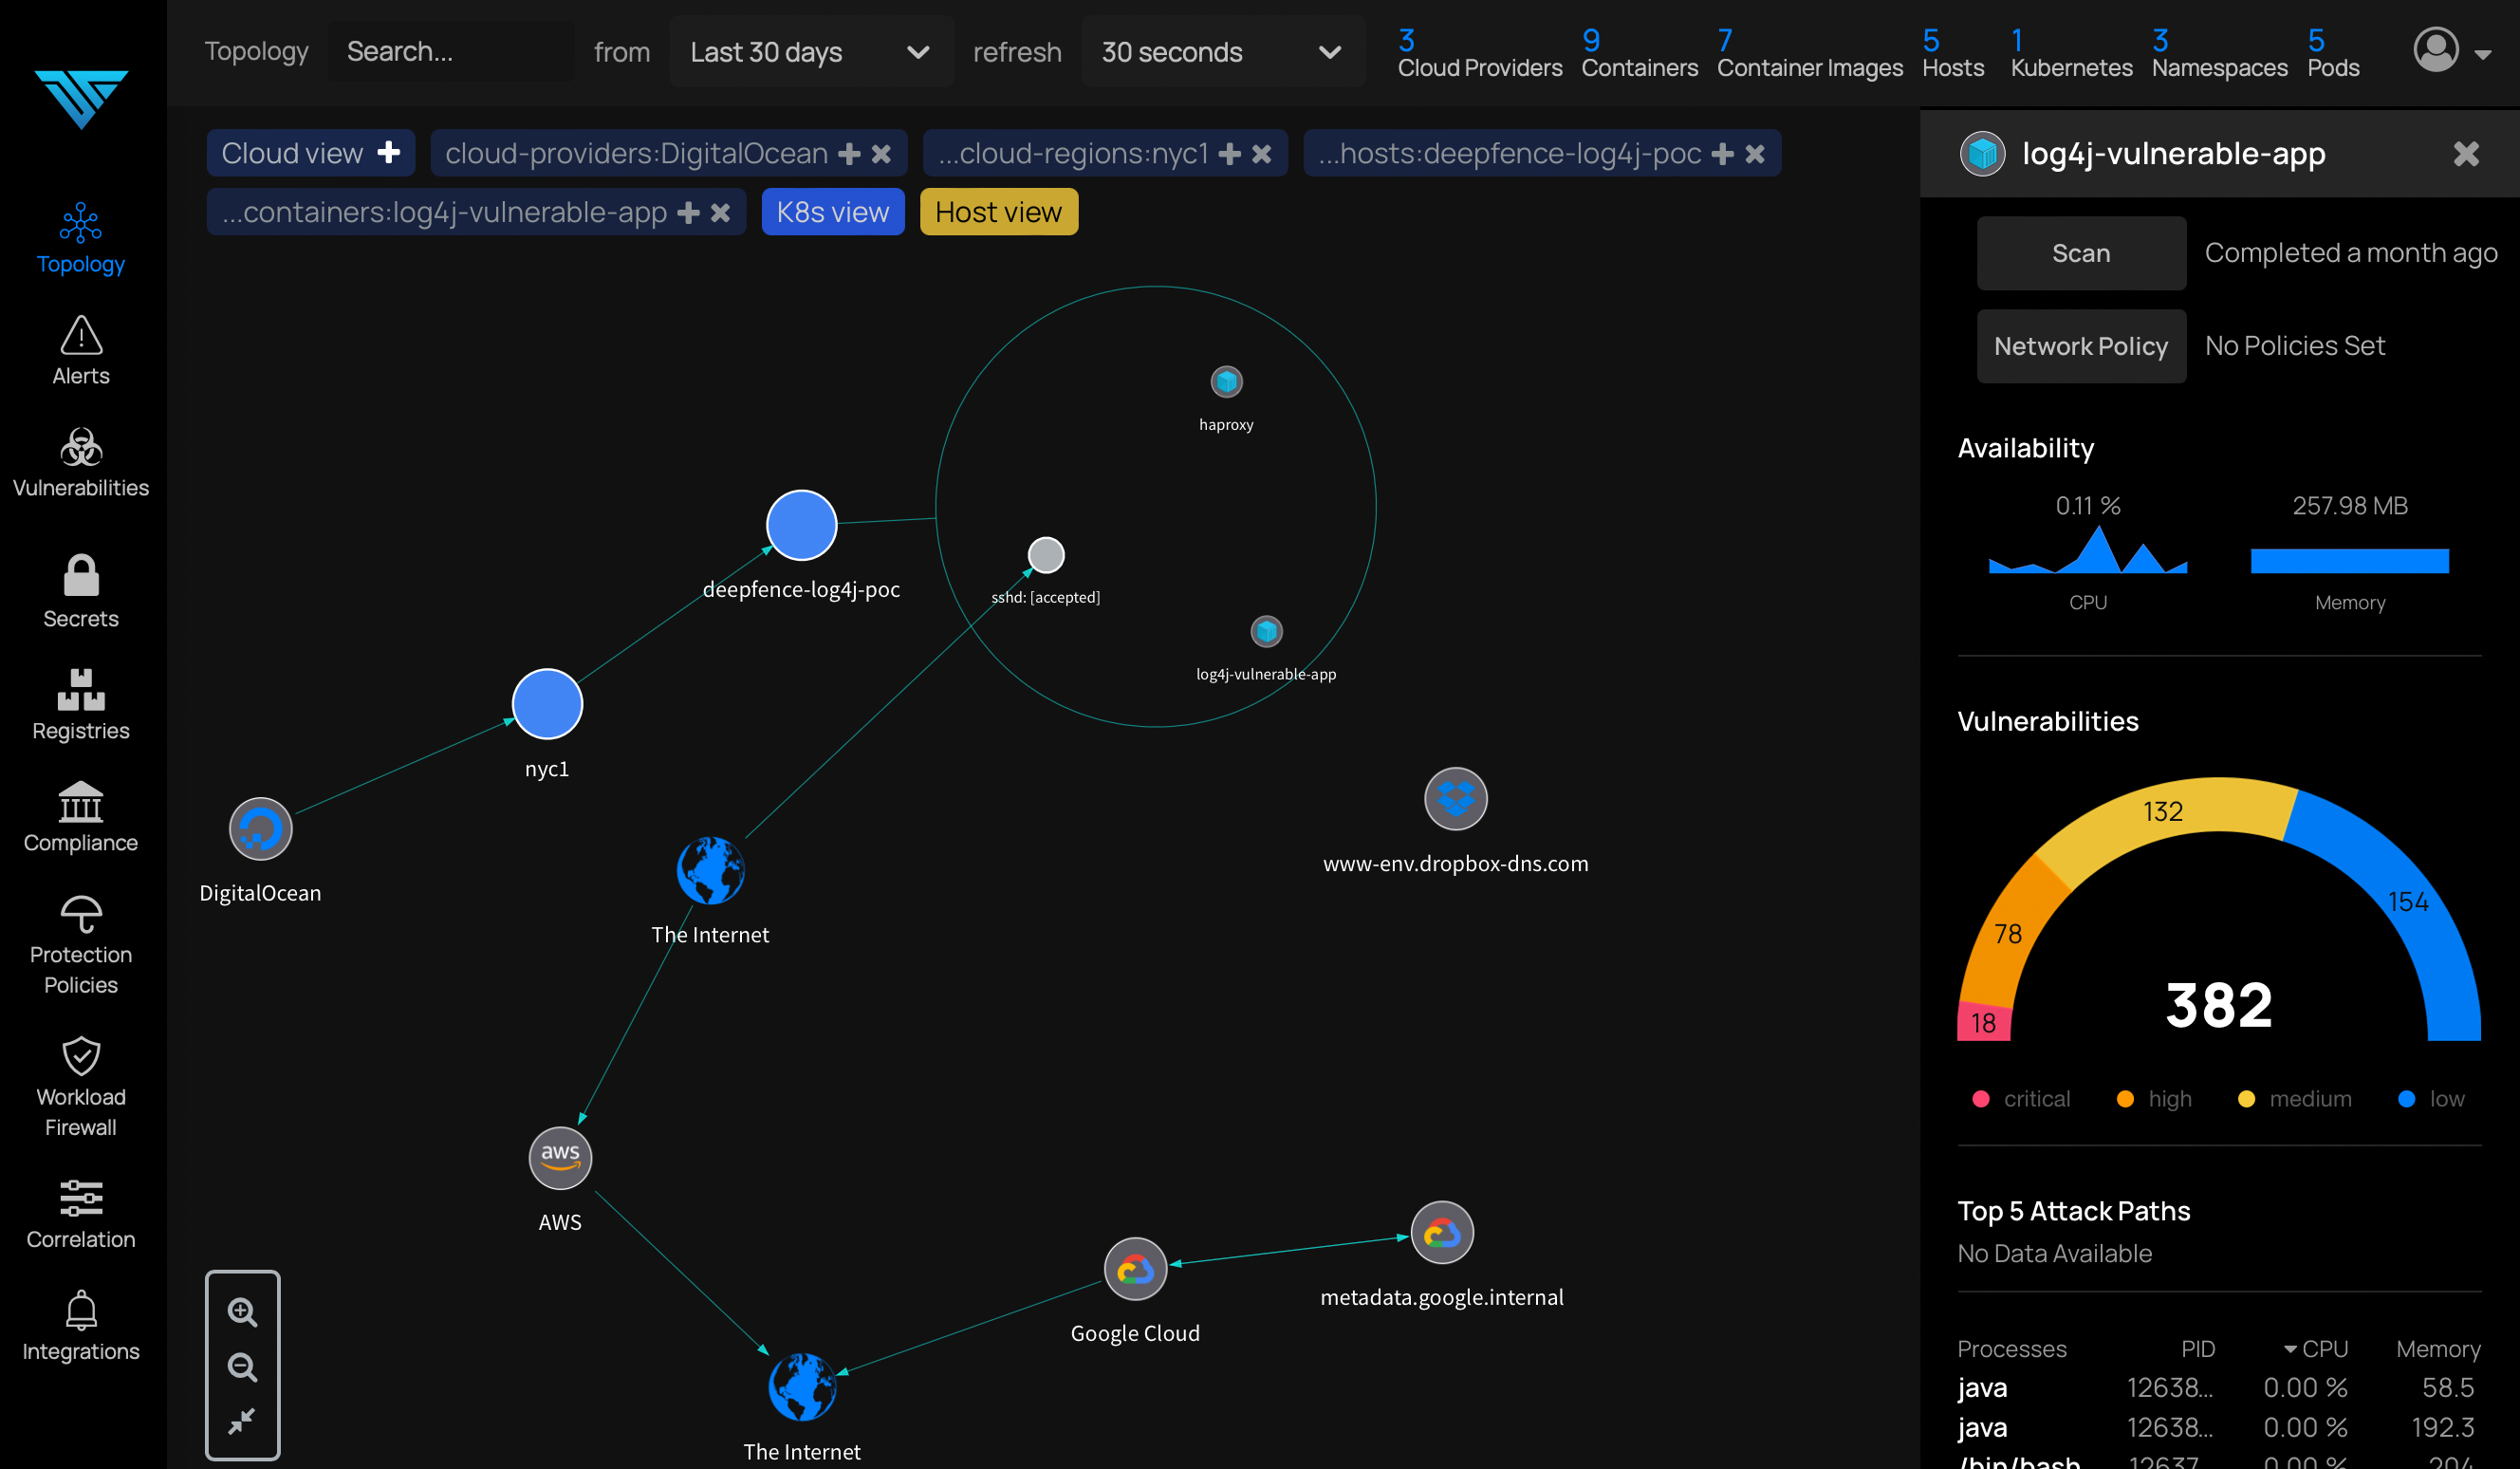 Topology
Search...
from
Last 30 days
refresh
30 seconds
3
Cloud Providers
9
Containers
7
Container Images
5
Hosts
1
Kubernetes
3
Namespaces
5
Pods
Topology
Alerts
Vulnerabilities
Secrets
Registries
Compliance
Protection
Policies
Workload
Firewall
Correlation
Integrations
Cloud view
cloud-providers:DigitalOcean
...cloud-regions:nyc1
...hosts:deepfence-log4j-poc
...containers:log4j-vulnerable-app
K8s view
Host view
haproxy
deepfence-log4j-poc
sshd: [accepted]
log4j-vulnerable-app
nyc1
DigitalOcean
www-env.dropbox-dns.com
The Internet
aws
AWS
metadata.google.internal
Google Cloud
The Internet
log4j-vulnerable-app
Scan
Completed a month ago
Network Policy
No Policies Set
Availability
0.11 %
257.98 MB
CPU
Memory
Vulnerabilities
132
154
78
382
18
critical
high
medium
low
Top 5 Attack Paths
No Data Available
Processes PID CPU Memory
java 12638... 0.00 % 58.5
java 12638... 0.00 % 192.3
/bin/bash 12637... 0.00 % 204